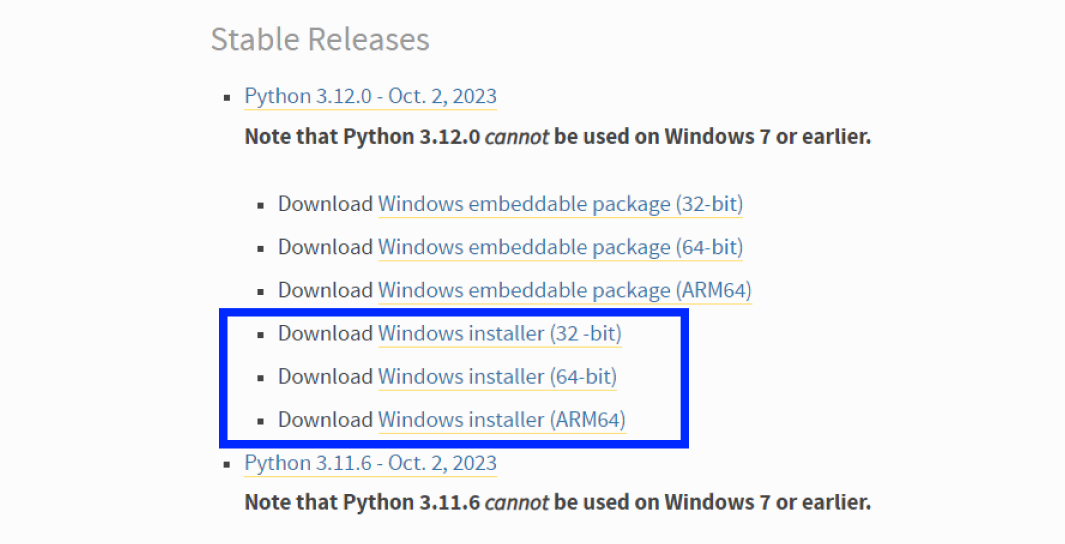 Stable Releases
Python 3.12.0 - Oct. 2, 2023
Note that Python 3.12.0 cannot be used on Windows 7 or earlier.
Download Windows embeddable package (32-bit)
Download Windows embeddable package (64-bit)
Download Windows embeddable package (ARM64)
Download Windows installer (32 -bit)
Download Windows installer (64-bit)
Download Windows installer (ARM64)
Python 3.11.6 - Oct. 2, 2023
Note that Python 3.11.6 cannot be used on Windows 7 or earlier.